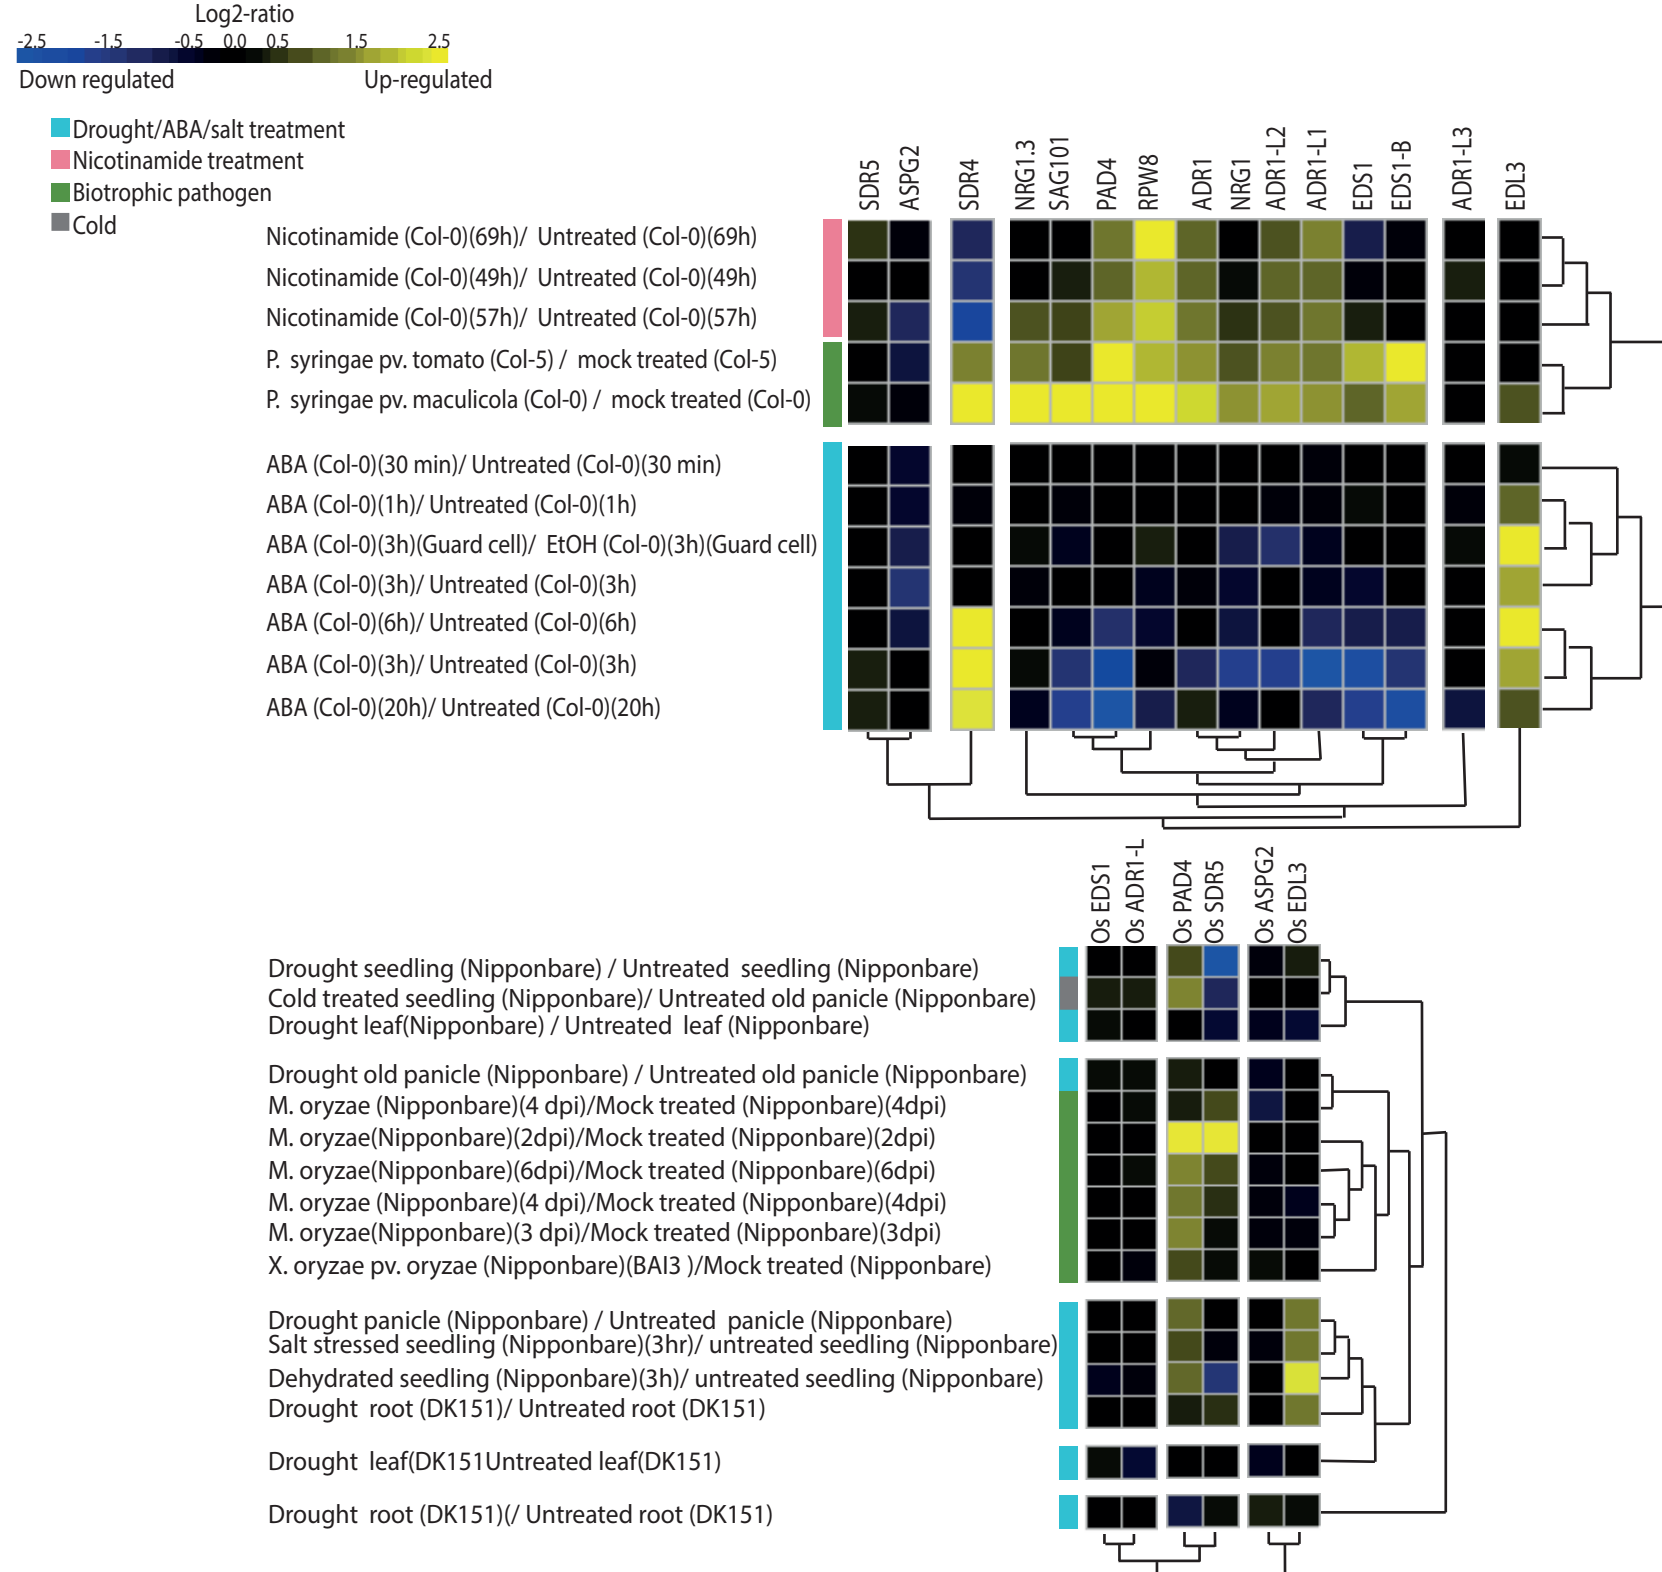 Log2-ratio
-2.5 -1.5 -0.5 0.0 0.5 1.5 2.5
Down regulated Up-regulated
Drought/ABA/salt treatment
Nicotinamide treatment
Biotrophic pathogen
Cold
SDR5 ASPG2 SDR4 NRG1.3 SAG101 PAD4 RPW8 ADR1 NRG1 ADR1-L2 ADR1-L1 EDS1 EDS1-B ADR1-L3 EDL3
Nicotinamide (Col-0)(69h)/ Untreated (Col-0)(69h)
Nicotinamide (Col-0)(49h)/ Untreated (Col-0)(49h)
Nicotinamide (Col-0)(57h)/ Untreated (Col-0)(57h)
P. syringae pv. tomato (Col-5) / mock treated (Col-5)
P. syringae pv. maculicola (Col-0) / mock treated (Col-0)
ABA (Col-0)(30 min)/ Untreated (Col-0)(30 min)
ABA (Col-0)(1h)/ Untreated (Col-0)(1h)
ABA (Col-0)(3h)(Guard cell)/ EtOH (Col-0)(3h)(Guard cell)
ABA (Col-0)(3h)/ Untreated (Col-0)(3h)
ABA (Col-0)(6h)/ Untreated (Col-0)(6h)
ABA (Col-0)(3h)/ Untreated (Col-0)(3h)
ABA (Col-0)(20h)/ Untreated (Col-0)(20h)
Os EDS1 Os ADR1-L Os PAD4 Os SDR5 Os ASPG2 Os EDL3
Drought seedling (Nipponbare) / Untreated seedling (Nipponbare)
Cold treated seedling (Nipponbare)/ Untreated old panicle (Nipponbare)
Drought leaf(Nipponbare) / Untreated leaf (Nipponbare)
Drought old panicle (Nipponbare) / Untreated old panicle (Nipponbare)
M. oryzae (Nipponbare)(4 dpi)/Mock treated (Nipponbare)(4dpi)
M. oryzae(Nipponbare)(2dpi)/Mock treated (Nipponbare)(2dpi)
M. oryzae(Nipponbare)(6dpi)/Mock treated (Nipponbare)(6dpi)
M. oryzae (Nipponbare)(4 dpi)/Mock treated (Nipponbare)(4dpi)
M. oryzae(Nipponbare)(3 dpi)/Mock treated (Nipponbare)(3dpi)
X. oryzae pv. oryzae (Nipponbare)(BAI3 )/Mock treated (Nipponbare)
Drought panicle (Nipponbare) / Untreated panicle (Nipponbare)
Salt stressed seedling (Nipponbare)(3hr)/ untreated seedling (Nipponbare)
Dehydrated seedling (Nipponbare)(3h)/ untreated seedling (Nipponbare)
Drought root (DK151)/ Untreated root (DK151)
Drought leaf(DK151Untreated leaf(DK151)
Drought root (DK151)(/ Untreated root (DK151)